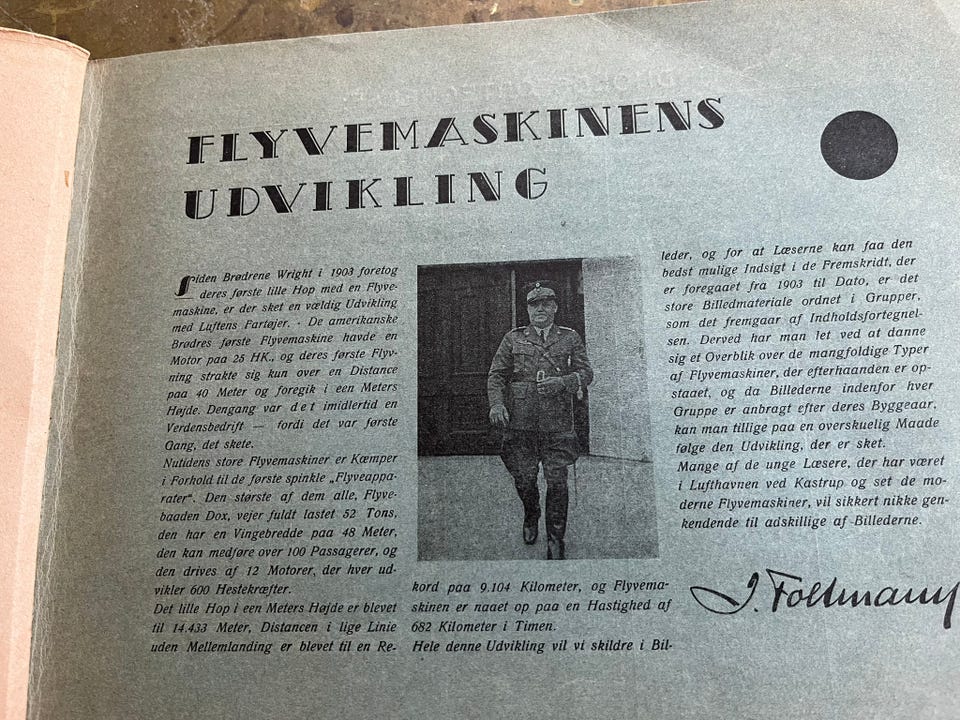 FLYVEMASKINENS
UDVIKLING
Siden Brødrene Wright i 1903 foretog
deres første lille Hop med en Flyve-
maskine, er der sket en vældig Udvikling
med Luftens Fartøjer. - De amerikanske
Brødres første Flyvemaskine havde en
Motor paa 25 HK., og deres første Flyv-
ning strakte sig kun over en Distance
paa 40 Meter og foregik i een Meters
Højde. Dengang var det imidlertid en
Verdensbedrift — fordi det var første
Gang, det skete.
Nutidens store Flyvemaskiner er Kæmper
i Forhold til de første spinkle „Flyveappa-
rater“. Den største af dem alle, Flyve-
baaden Dox, vejer fuldt lastet 52 Tons,
den har en Vingebredde paa 48 Meter,
den kan medføre over 100 Passagerer, og
den drives af 12 Motorer, der hver ud-
vikler 600 Hestekræfter.
Det lille Hop i een Meters Højde er blevet
til 14.433 Meter, Distancen i lige Linie
uden Mellemlanding er blevet til en Re-
kord paa 9.104 Kilometer, og Flyvema-
skinen er naaet op paa en Hastighed af
682 Kilometer i Timen.
Hele denne Udvikling vil vi skildre i Bil-
leder, og for at Læserne kan faa den
bedst mulige Indsigt i de Fremskridt, der
er foregaaet fra 1903 til Dato, er det
store Billedmateriale ordnet i Grupper,
som det fremgaar af Indholdsfortegnel-
sen. Derved har man let ved at danne
sig et Overblik over de mangfoldige Typer
af Flyvemaskiner, der efterhaanden er op-
staaet, og da Billederne indenfor hver
Gruppe er anbragt efter deres Byggeaar,
kan man tillige paa en overskuelig Maade
følge den Udvikling, der er sket.
Mange af de unge Læsere, der har været
i Lufthavnen ved Kastrup og set de mo-
derne Flyvemaskiner, vil sikkert nikke gen-
kendende til adskillige af Billederne.
J. Foltmann